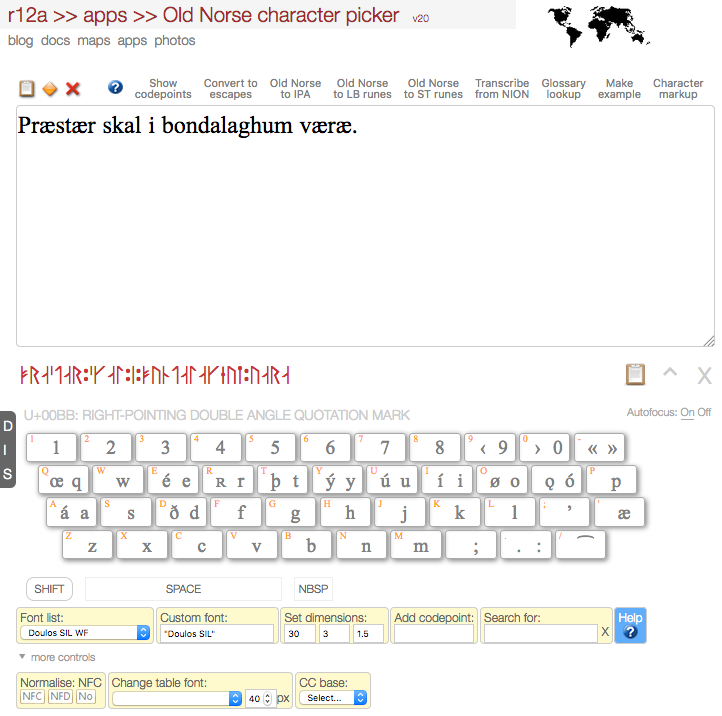 r12a >> apps >> Old Norse character picker v20
blog docs maps apps photos
Show codepoints Convert to escapes Old Norse to IPA Old Norse to LB runes Old Norse to ST runes Transcribe from NION Glossary lookup Make example Character markup
Præstær skal i bondalaghum væræ.
ᛓᚱᛆᛌᛐᛆᚱ:ᛌᚴᛆᛚ:ᛁ:ᛓᚢᚿᛐᛆᛚᛆᚴᚽᚢᛙ:ᚢᛆᚱᛆ
X
D I S
U+00BB: RIGHT-POINTING DOUBLE ANGLE QUOTATION MARK Autofocus: On Off
1 1 2 2 3 3 4 4 5 5 6 6 7 7 8 8 9 ‹ 9 0 › 0 - « »
Q œ q W w E é e R ʀ r T þ t Y ý y U ú u I í i O ø o ǫ ó P p
A á a S s D ð d F f G g H h J j K k L l ; ’ ' æ
Z z X x C c V v B b N n M m ; . . : / ⁀
SHIFT SPACE NBSP
Font list: Custom font: Set dimensions: Add codepoint: Search for: Help
Doulos SIL WF "Doulos SIL" 30 3 1.5 X ?
▼ more controls
Normalise: NFC Change table font: CC base:
NFC NFD No 40 px Select...